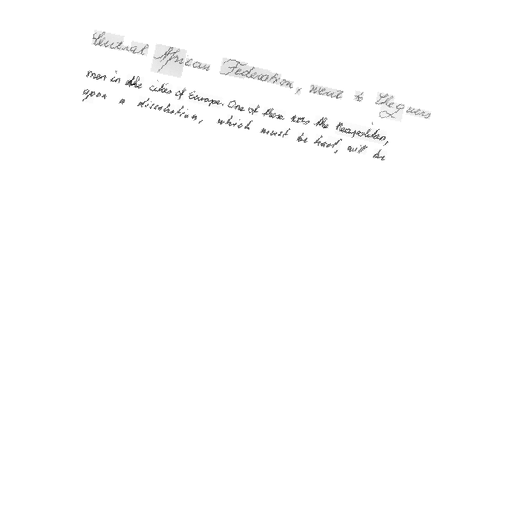 Central African Federation, went to
men in the cities of Europe. One of these was the Neapolitan,
upon a dissolution, which must be hard, will be